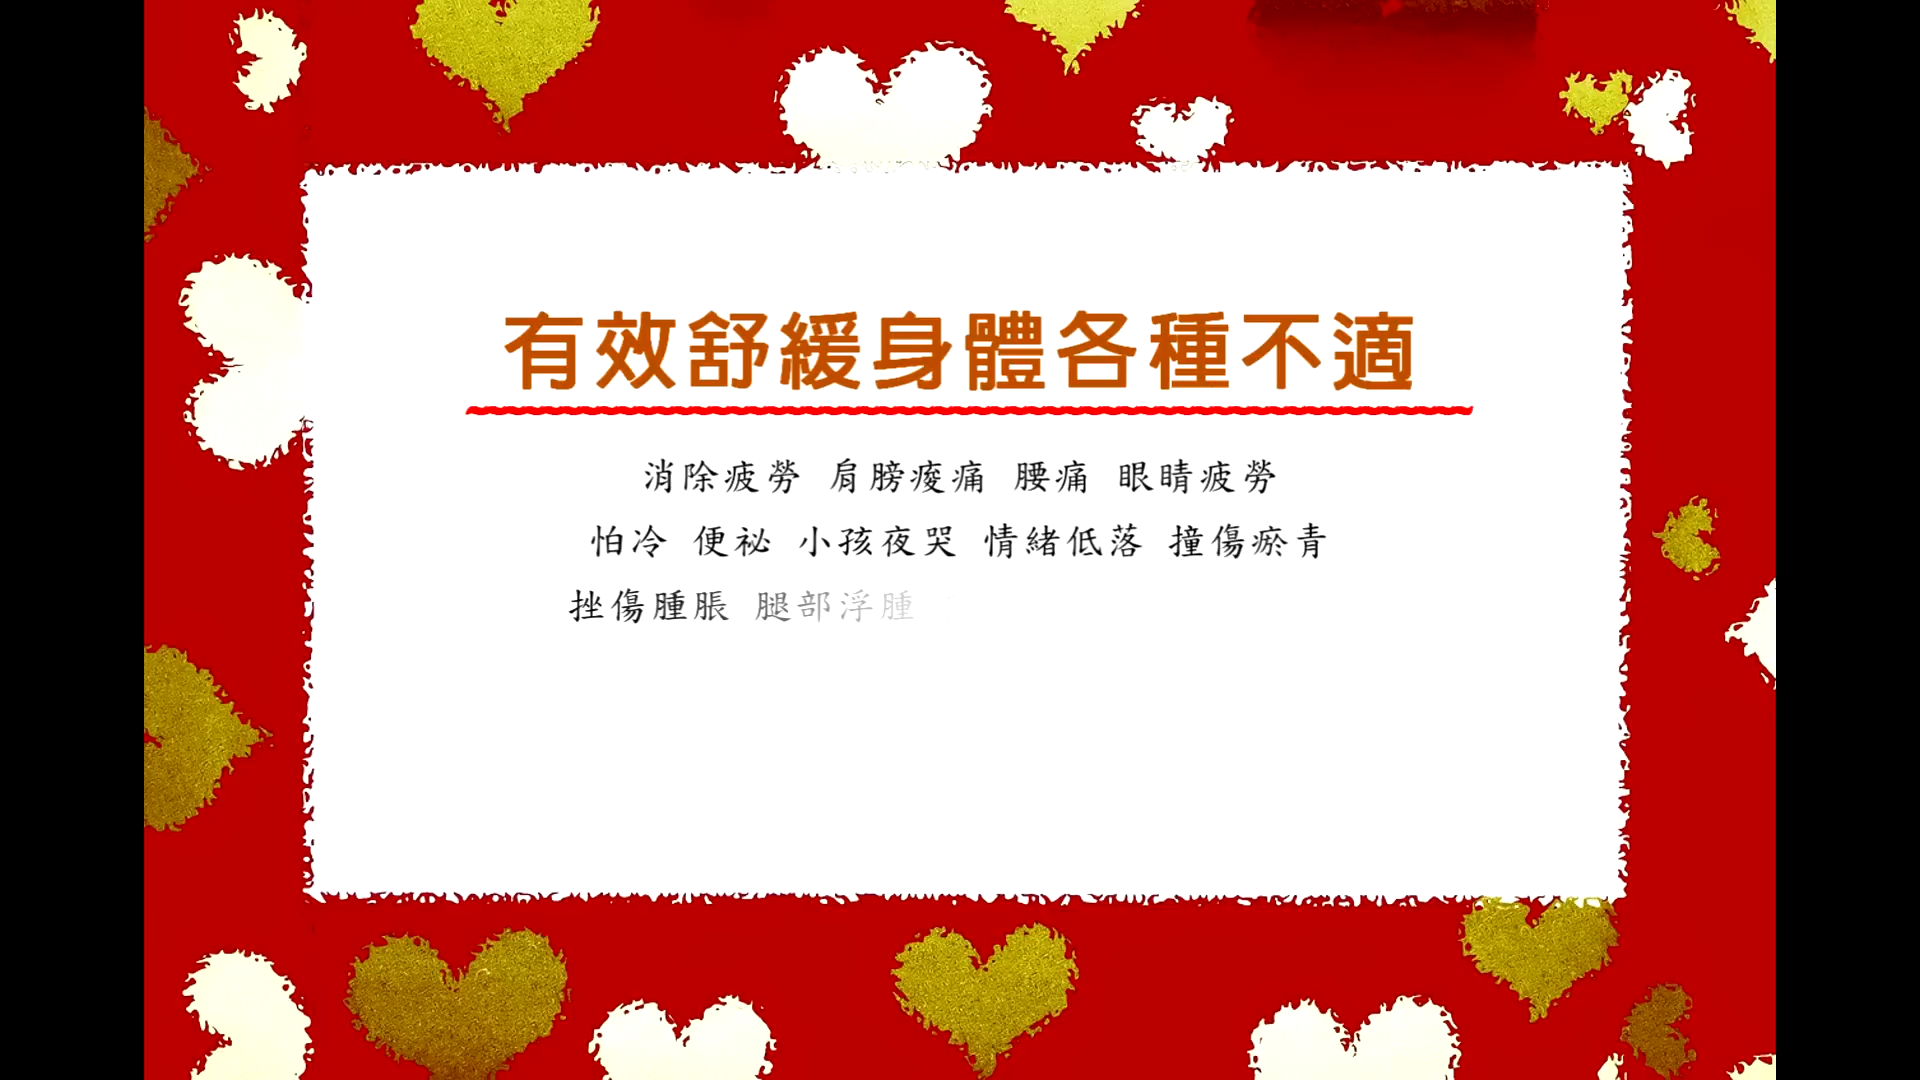 有效舒緩身體各種不適
消除疲勞 肩膀痠痛 腰痛 眼睛疲勞
怕冷 便祕 小孩夜哭 情緒低落 撞傷瘀青
挫傷腫脹 腿部浮腫